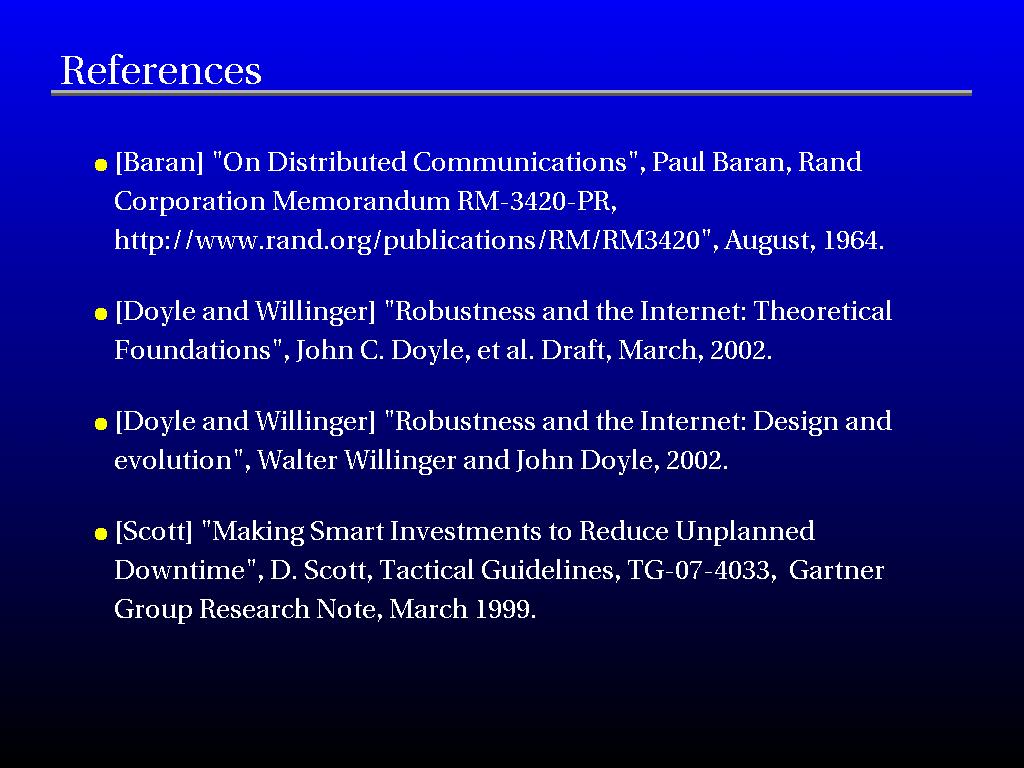 References
[Baran] "On Distributed Communications", Paul Baran, Rand
Corporation Memorandum RM-3420-PR,
http://www.rand.org/publications/RM/RM3420", August, 1964.
[Doyle and Willinger] "Robustness and the Internet: Theoretical
Foundations", John C. Doyle, et al. Draft, March, 2002.
[Doyle and Willinger] "Robustness and the Internet: Design and
evolution", Walter Willinger and John Doyle, 2002.
[Scott] "Making Smart Investments to Reduce Unplanned
Downtime", D. Scott, Tactical Guidelines, TG-07-4033,  Gartner
Group Research Note, March 1999.